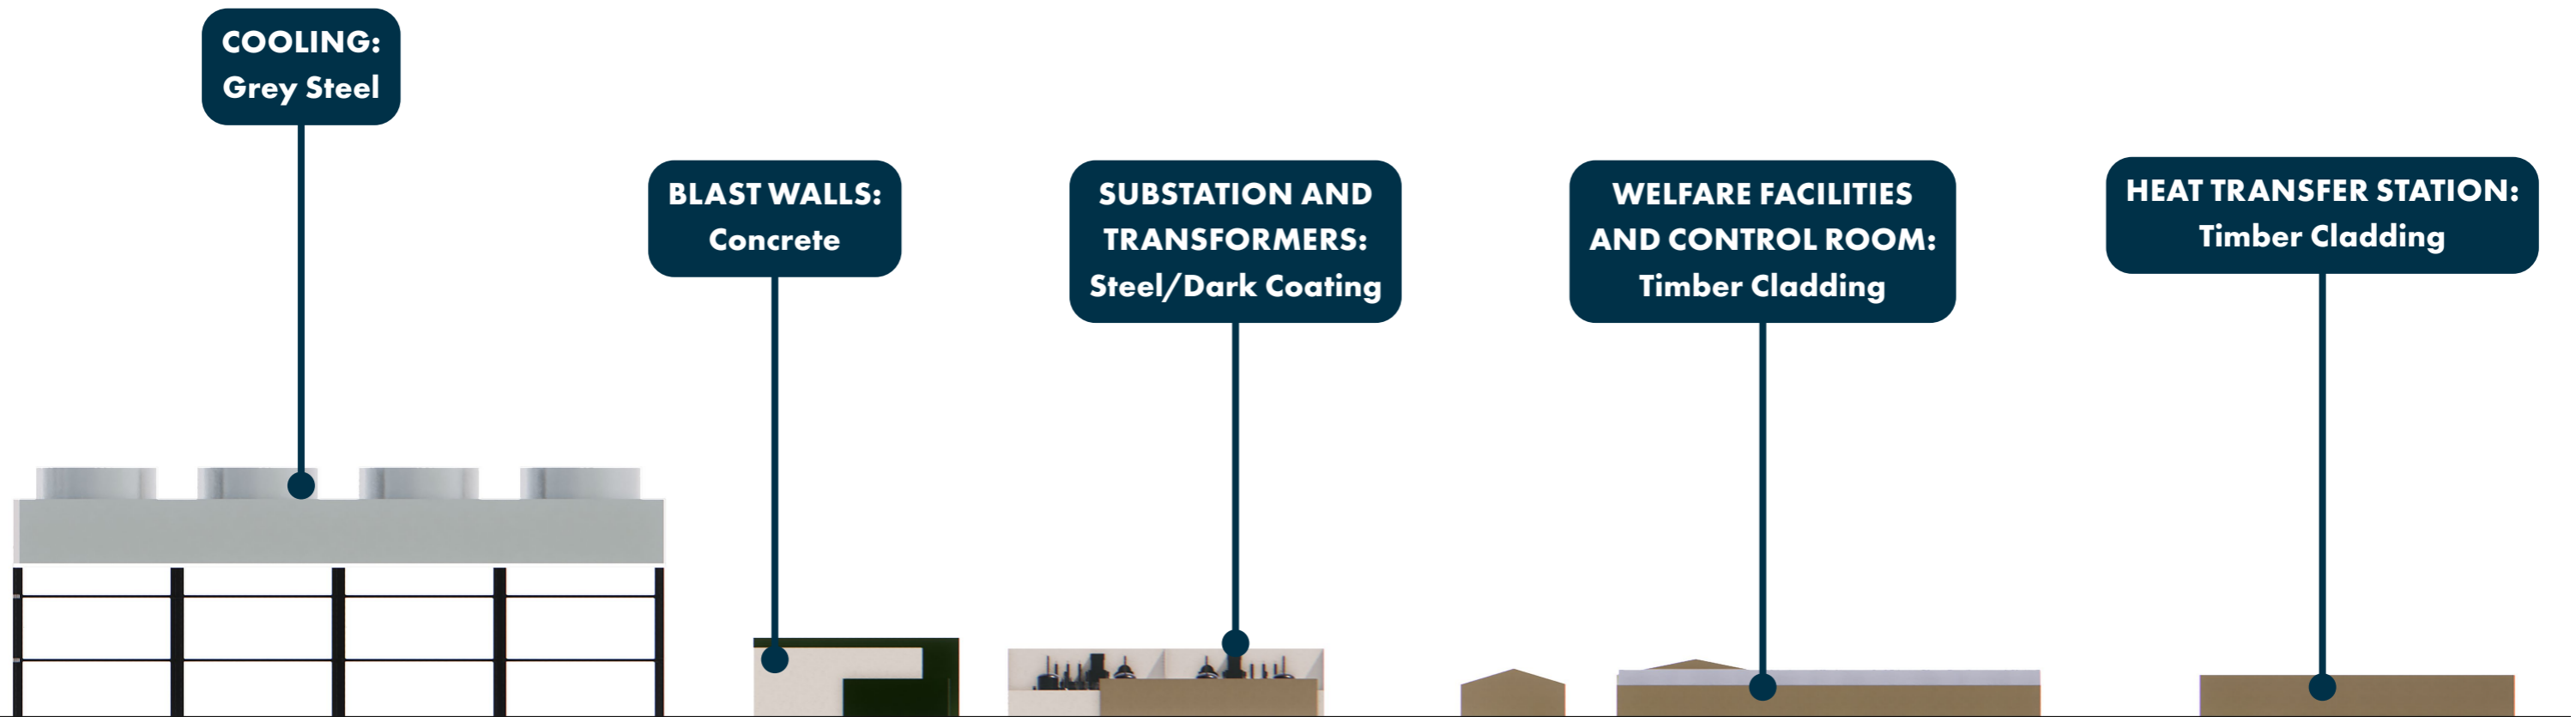 COOLING:
Grey Steel
BLAST WALLS:
Concrete
SUBSTATION AND
TRANSFORMERS:
Steel/Dark Coating
WELFARE FACILITIES
AND CONTROL ROOM:
Timber Cladding
HEAT TRANSFER STATION:
Timber Cladding